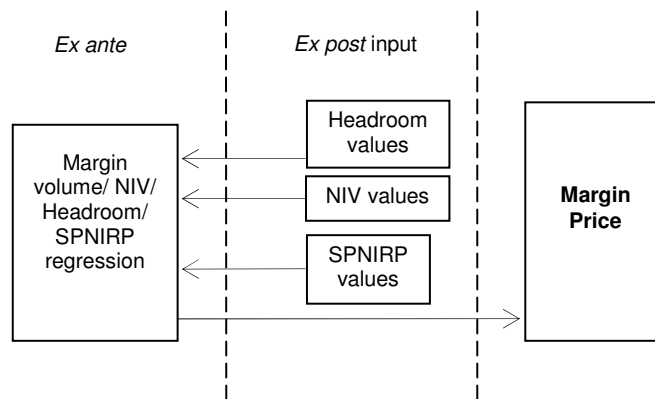 Ex ante
Ex post input
Margin
volume/ NIV/
Headroom/
SPNIRP
regression
Headroom
values
NIV values
SPNIRP
values
Margin
Price